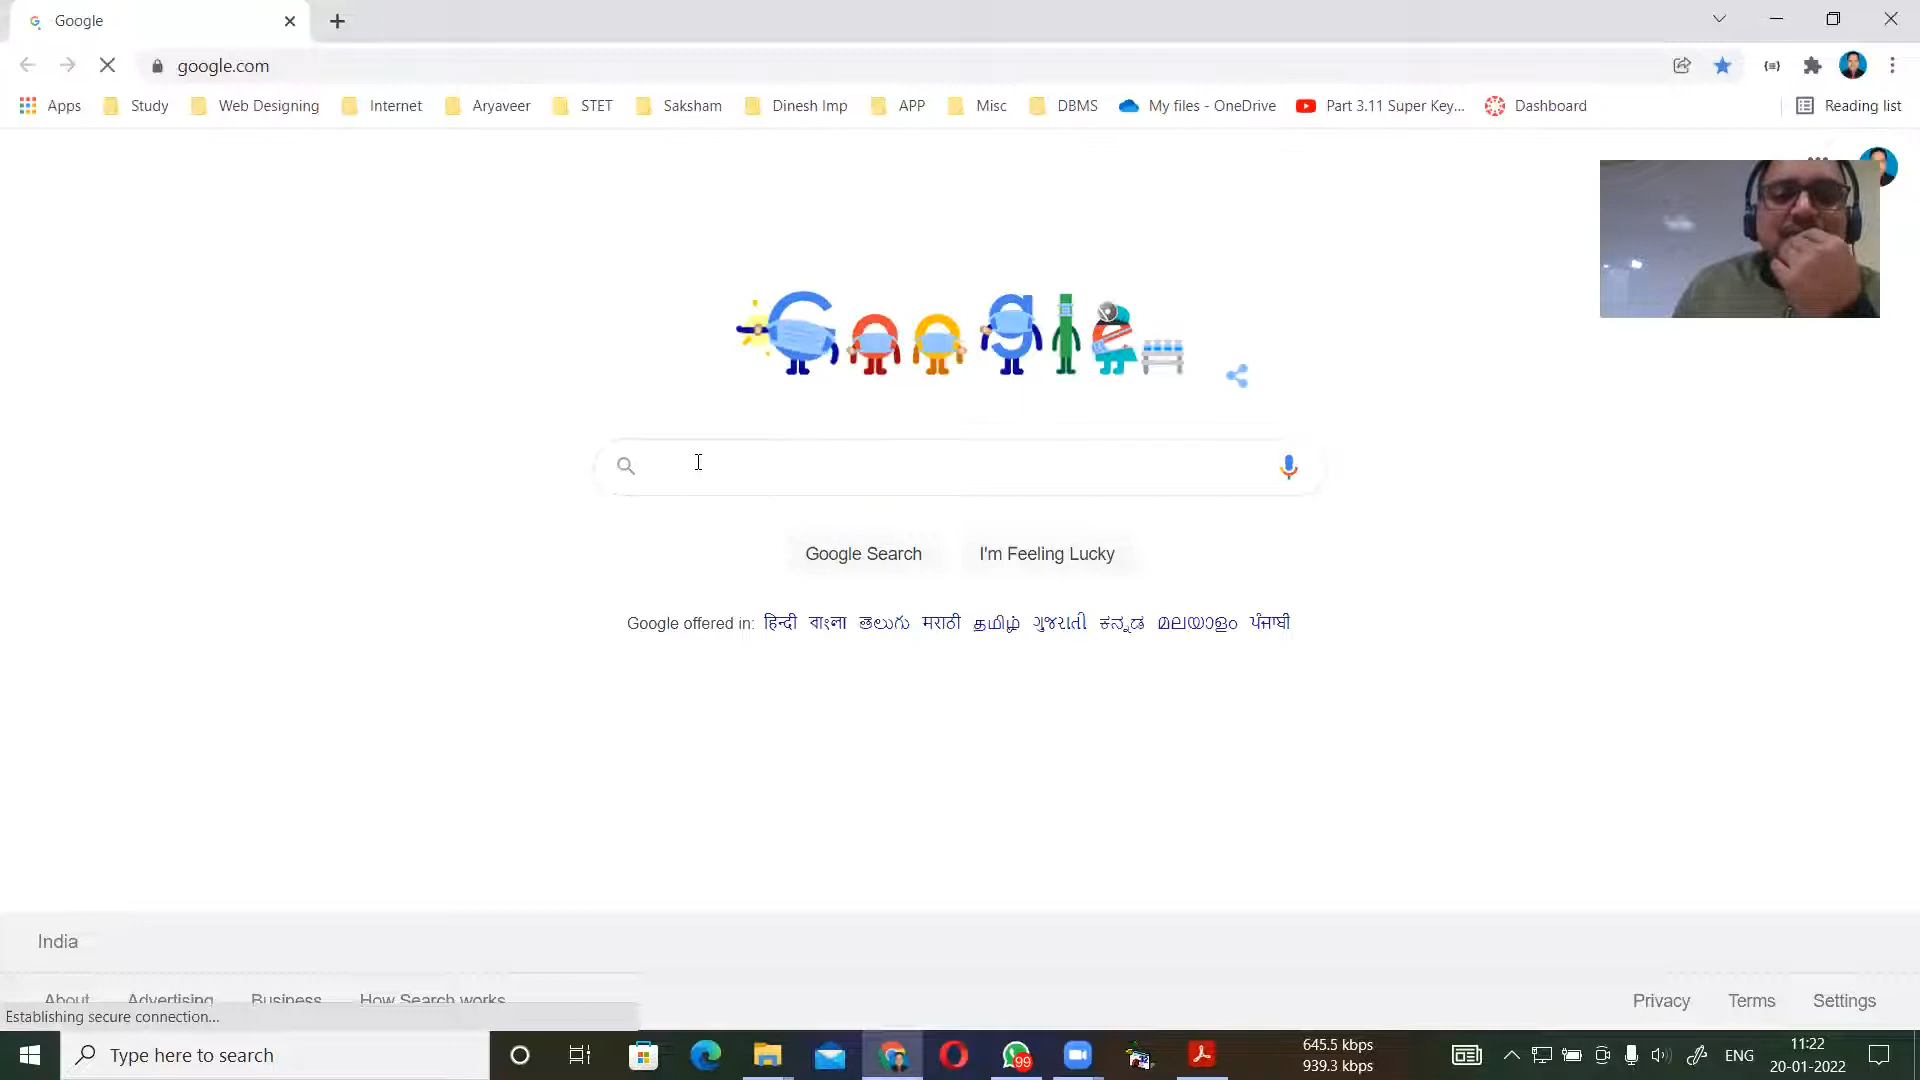 Google
google.com
Apps Study Web Designing Internet Aryaveer STET Saksham Dinesh Imp APP Misc DBMS My files - OneDrive Part 3.11 Super Key... Dashboard Reading list
Google
Google Search I'm Feeling Lucky
Google offered in: हिन्दी বাংলা తెలుగు मराठी தமிழ் ગુજરાતી ಕನ್ನಡ മലയാളം ਪੰਜਾਬੀ
India
About Advertising Business How Search works Privacy Terms Settings
Establishing secure connection...
Type here to search 99 645.5 kbps ENG 11:22
939.3 kbps 20-01-2022